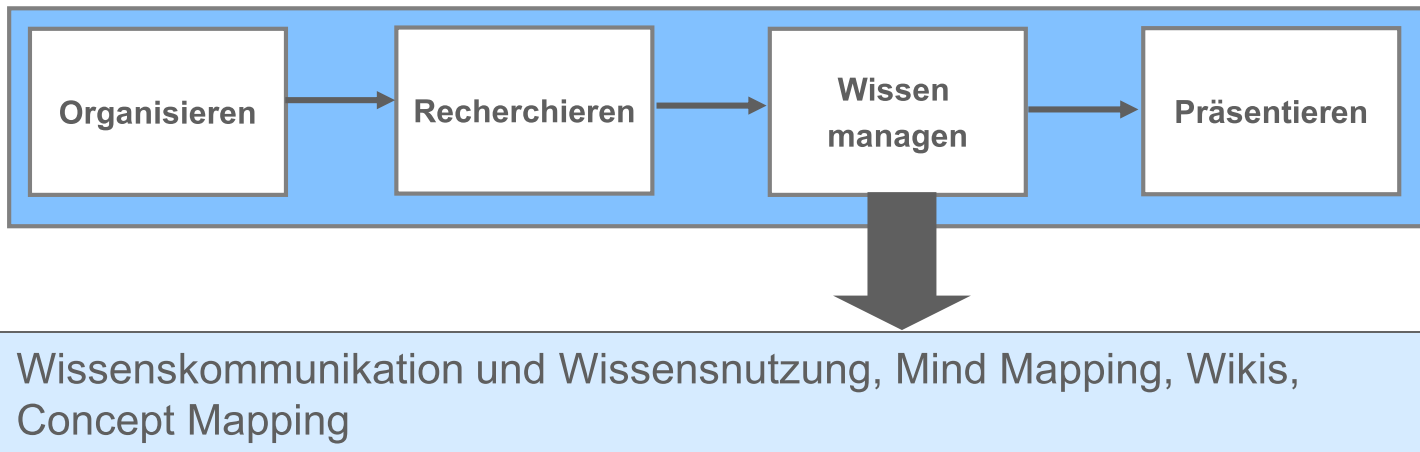 Organisieren
Recherchieren
Wissen
managen
Präsentieren
Wissenskommunikation und Wissensnutzung, Mind Mapping, Wikis,
Concept Mapping